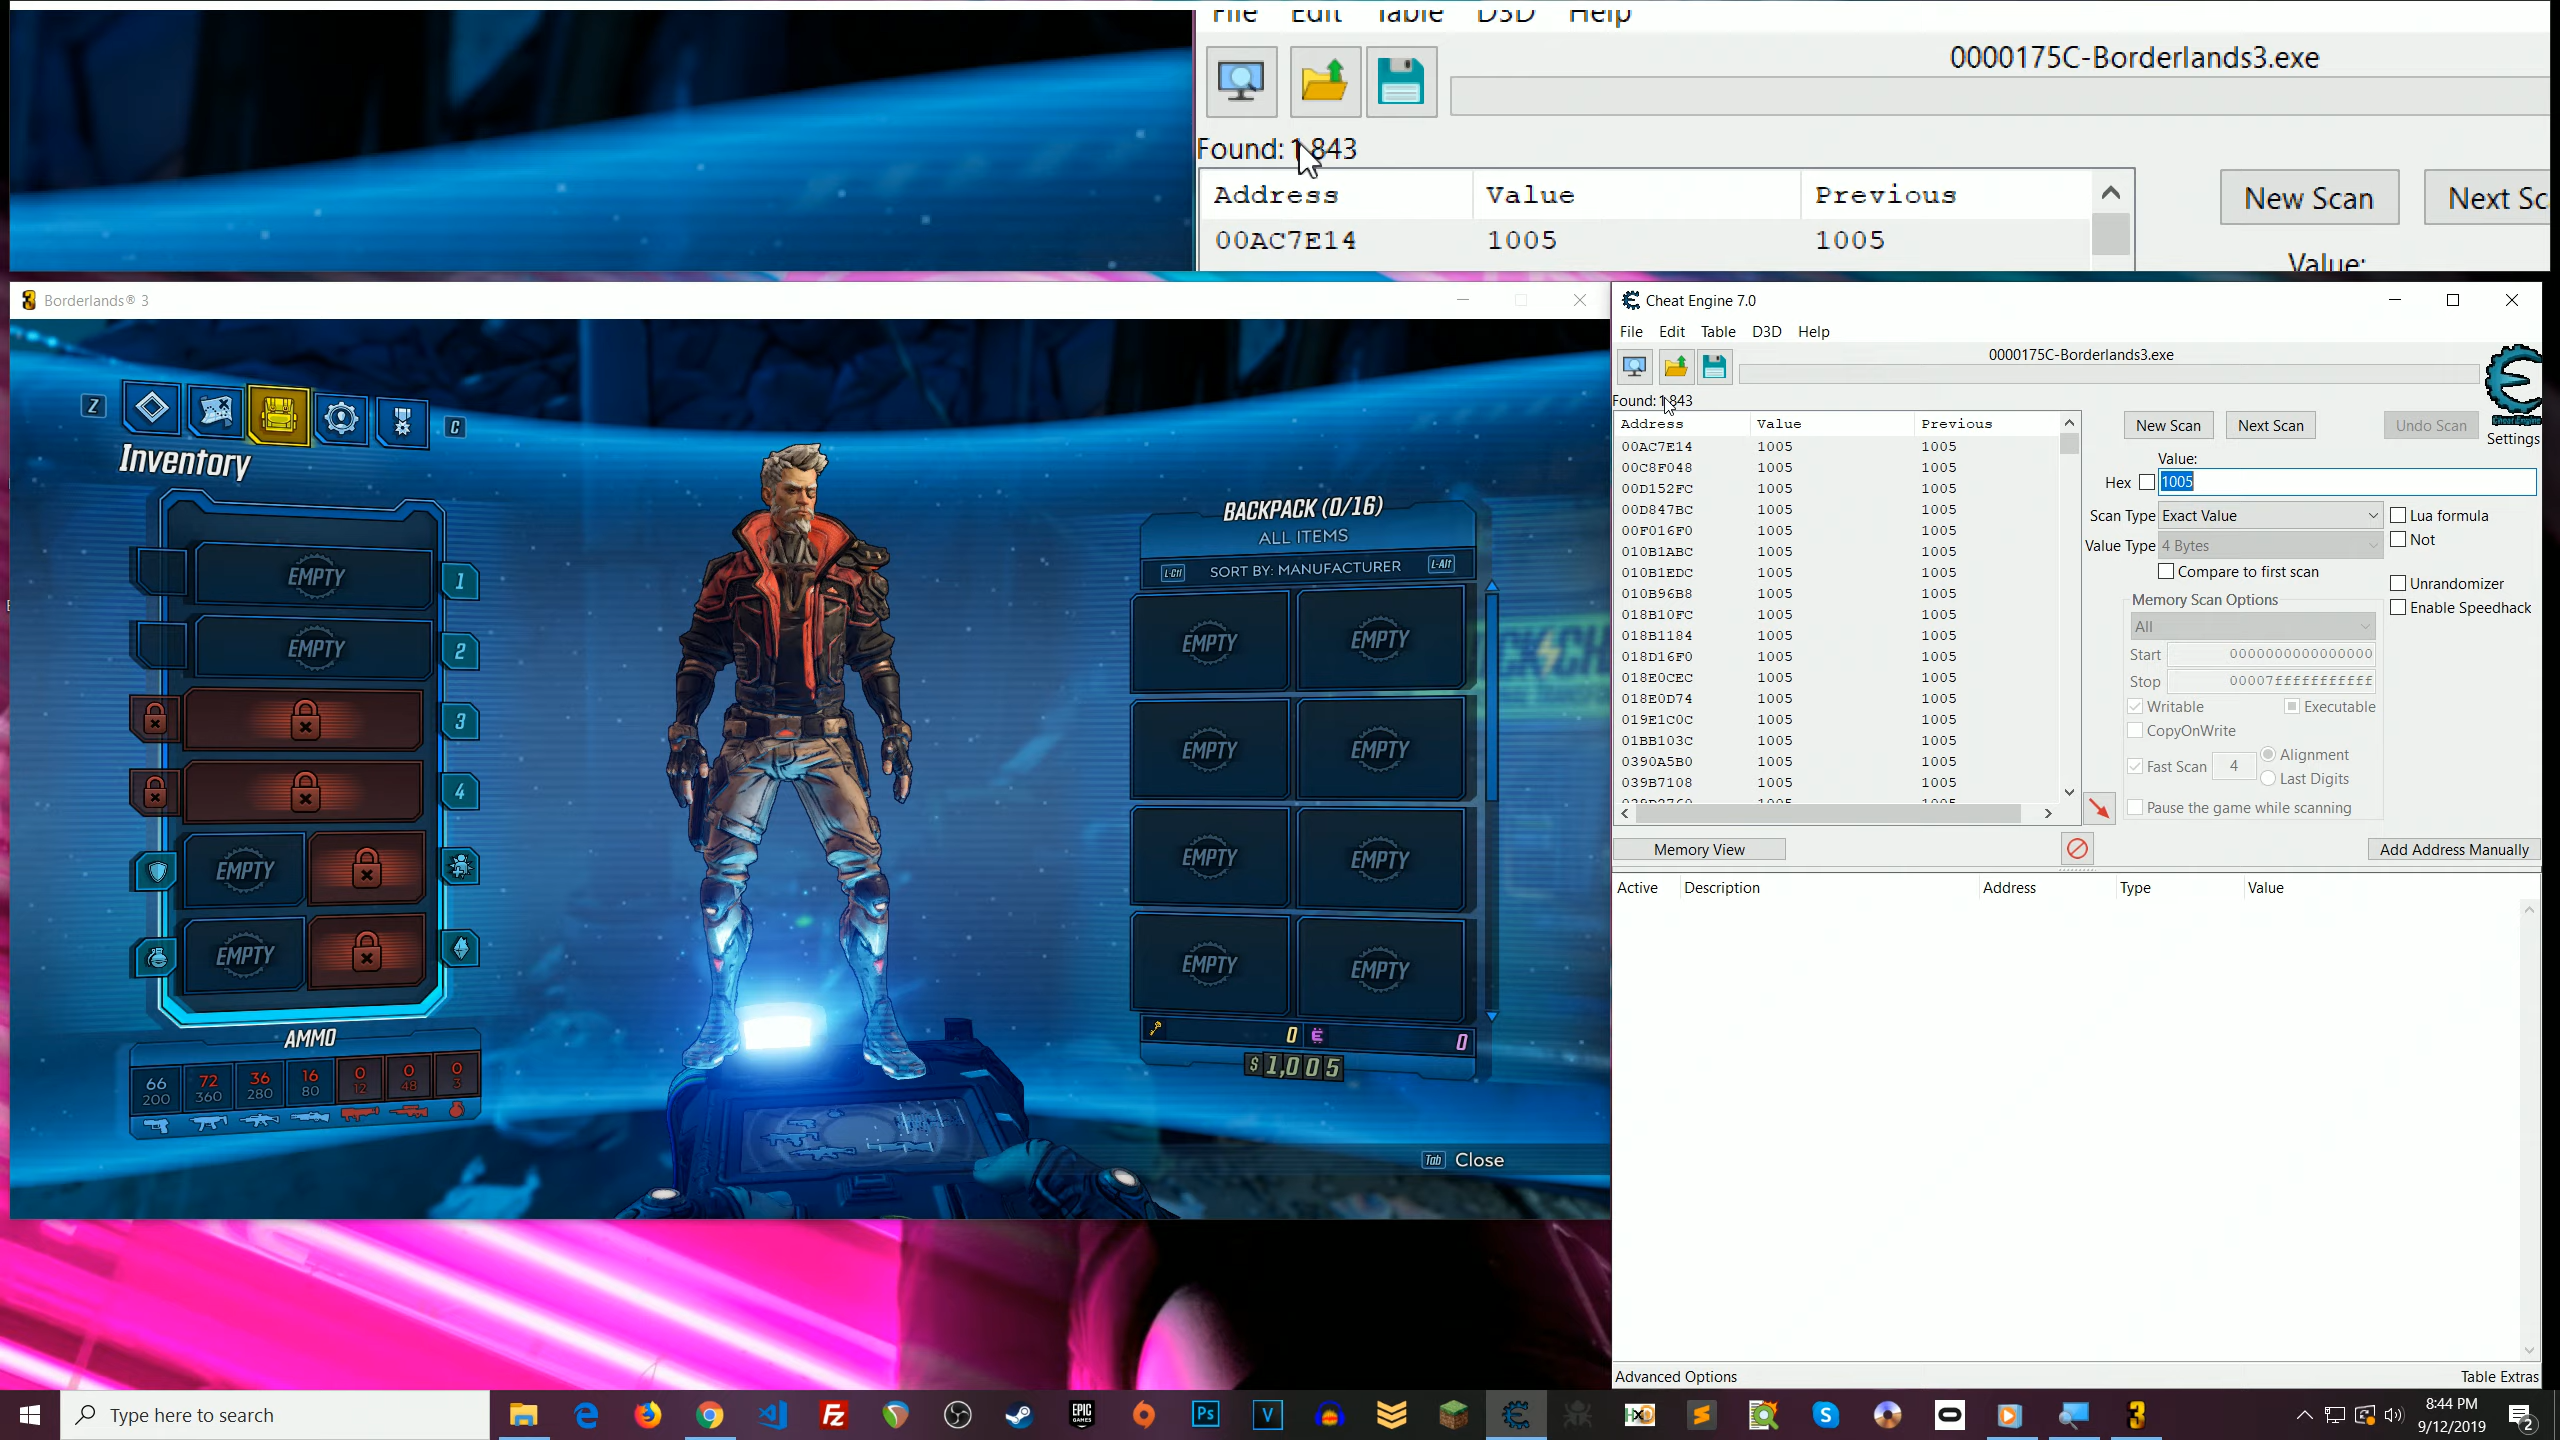 File Edit Table D3D Help
0000175C-Borderlands3.exe
Found: 1,843
Address Value Previous
00AC7E14 1005 1005
New Scan
Next Sc
Value:
Borderlands® 3
Z
C
Inventory
EMPTY 1
EMPTY 2
3
4
EMPTY
EMPTY
AMMO
66 72 36 16 0 0 0
200 360 280 80 12 48 3
BACKPACK (0/16)
ALL ITEMS
L-Ctl SORT BY: MANUFACTURER L-Alt
EMPTY EMPTY
EMPTY EMPTY
EMPTY EMPTY
EMPTY EMPTY
0 0
$1,005
Tab Close
Cheat Engine 7.0
File Edit Table D3D Help
0000175C-Borderlands3.exe
Found: 1,843
Address Value Previous
00AC7E14 1005 1005
00C8F048 1005 1005
00D152FC 1005 1005
00D847BC 1005 1005
00F016F0 1005 1005
010B1ABC 1005 1005
010B1EDC 1005 1005
010B96B8 1005 1005
018B10FC 1005 1005
018B1184 1005 1005
018D16F0 1005 1005
018E0CEC 1005 1005
018E0D74 1005 1005
019E1C0C 1005 1005
01BB103C 1005 1005
0390A5B0 1005 1005
039B7108 1005 1005
New Scan Next Scan Undo Scan
Cheat Engine
Settings
Value:
Hex 1005
Scan Type Exact Value
Lua formula
Value Type 4 Bytes
Not
Compare to first scan
Unrandomizer
Memory Scan Options
Enable Speedhack
All
Start 0000000000000000
Stop 00007fffffffffff
Writable Executable
CopyOnWrite
Fast Scan 4 Alignment
Last Digits
Pause the game while scanning
Memory View
Add Address Manually
Active Description Address Type Value
Advanced Options Table Extras
Type here to search
EPIC
GAMES
Ps
V
HxD
3
8:44 PM
9/12/2019
2